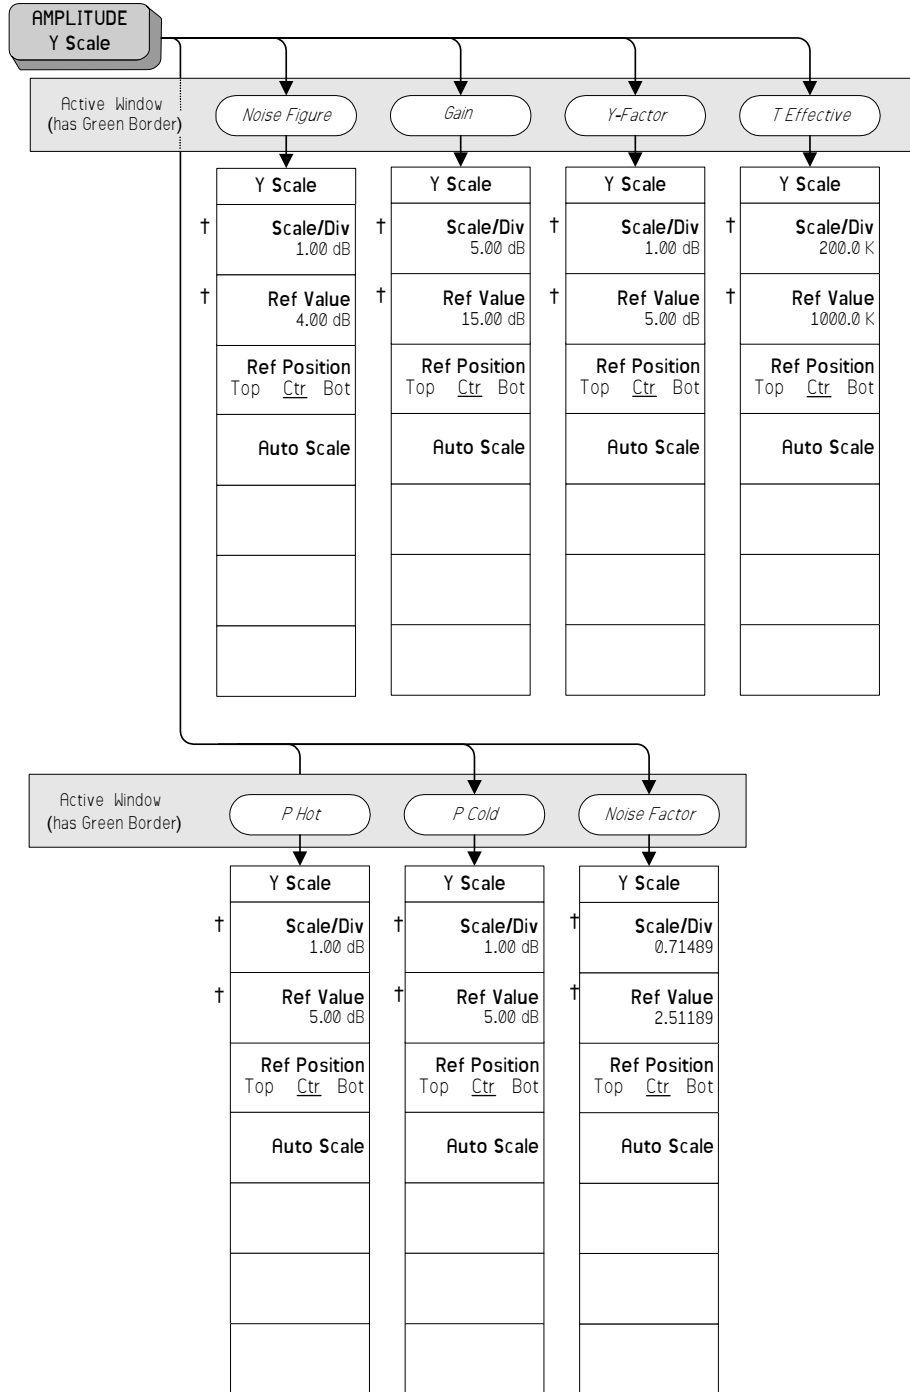 AMPLITUDE
Y Scale
Active Window
(has Green Border)
Noise Figure
Gain
Y-Factor
T Effective
Y Scale
† Scale/Div
1.00 dB
† Ref Value
4.00 dB
Ref Position
Top Ctr Bot
Auto Scale
Y Scale
† Scale/Div
5.00 dB
† Ref Value
15.00 dB
Ref Position
Top Ctr Bot
Auto Scale
Y Scale
† Scale/Div
1.00 dB
† Ref Value
5.00 dB
Ref Position
Top Ctr Bot
Auto Scale
Y Scale
† Scale/Div
200.0 K
† Ref Value
1000.0 K
Ref Position
Top Ctr Bot
Auto Scale
Active Window
(has Green Border)
P Hot
P Cold
Noise Factor
Y Scale
† Scale/Div
1.00 dB
† Ref Value
5.00 dB
Ref Position
Top Ctr Bot
Auto Scale
Y Scale
† Scale/Div
1.00 dB
† Ref Value
5.00 dB
Ref Position
Top Ctr Bot
Auto Scale
Y Scale
† Scale/Div
0.71489
† Ref Value
2.51189
Ref Position
Top Ctr Bot
Auto Scale